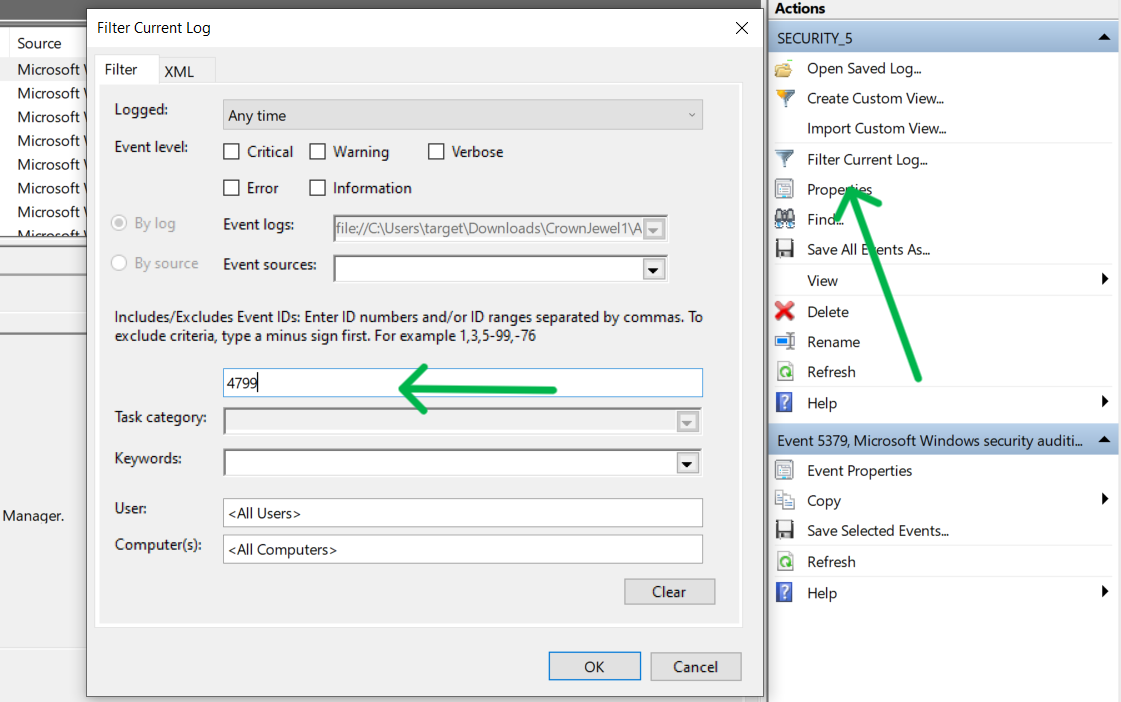 Source
Microsoft W
Microsoft W
Microsoft W
Microsoft W
Microsoft W
Microsoft W
Microsoft W
Microsoft W
Manager.
Filter Current Log
Filter
XML
Logged:
Any time
Event level:
Critical
Warning
Verbose
Error
Information
By log
Event logs:
file://C:\Users\target\Downloads\CrownJewel1\A
By source
Event sources:
Includes/Excludes Event IDs: Enter ID numbers and/or ID ranges separated by commas. To
exclude criteria, type a minus sign first. For example 1,3,5-99,-76
4799
Task category:
Keywords:
User:
<All Users>
Computer(s):
<All Computers>
Clear
OK
Cancel
Actions
SECURITY_5
Open Saved Log...
Create Custom View...
Import Custom View...
Filter Current Log...
Properties
Find...
Save All Events As...
View
Delete
Rename
Refresh
Help
Event 5379, Microsoft Windows security auditi...
Event Properties
Copy
Save Selected Events...
Refresh
Help